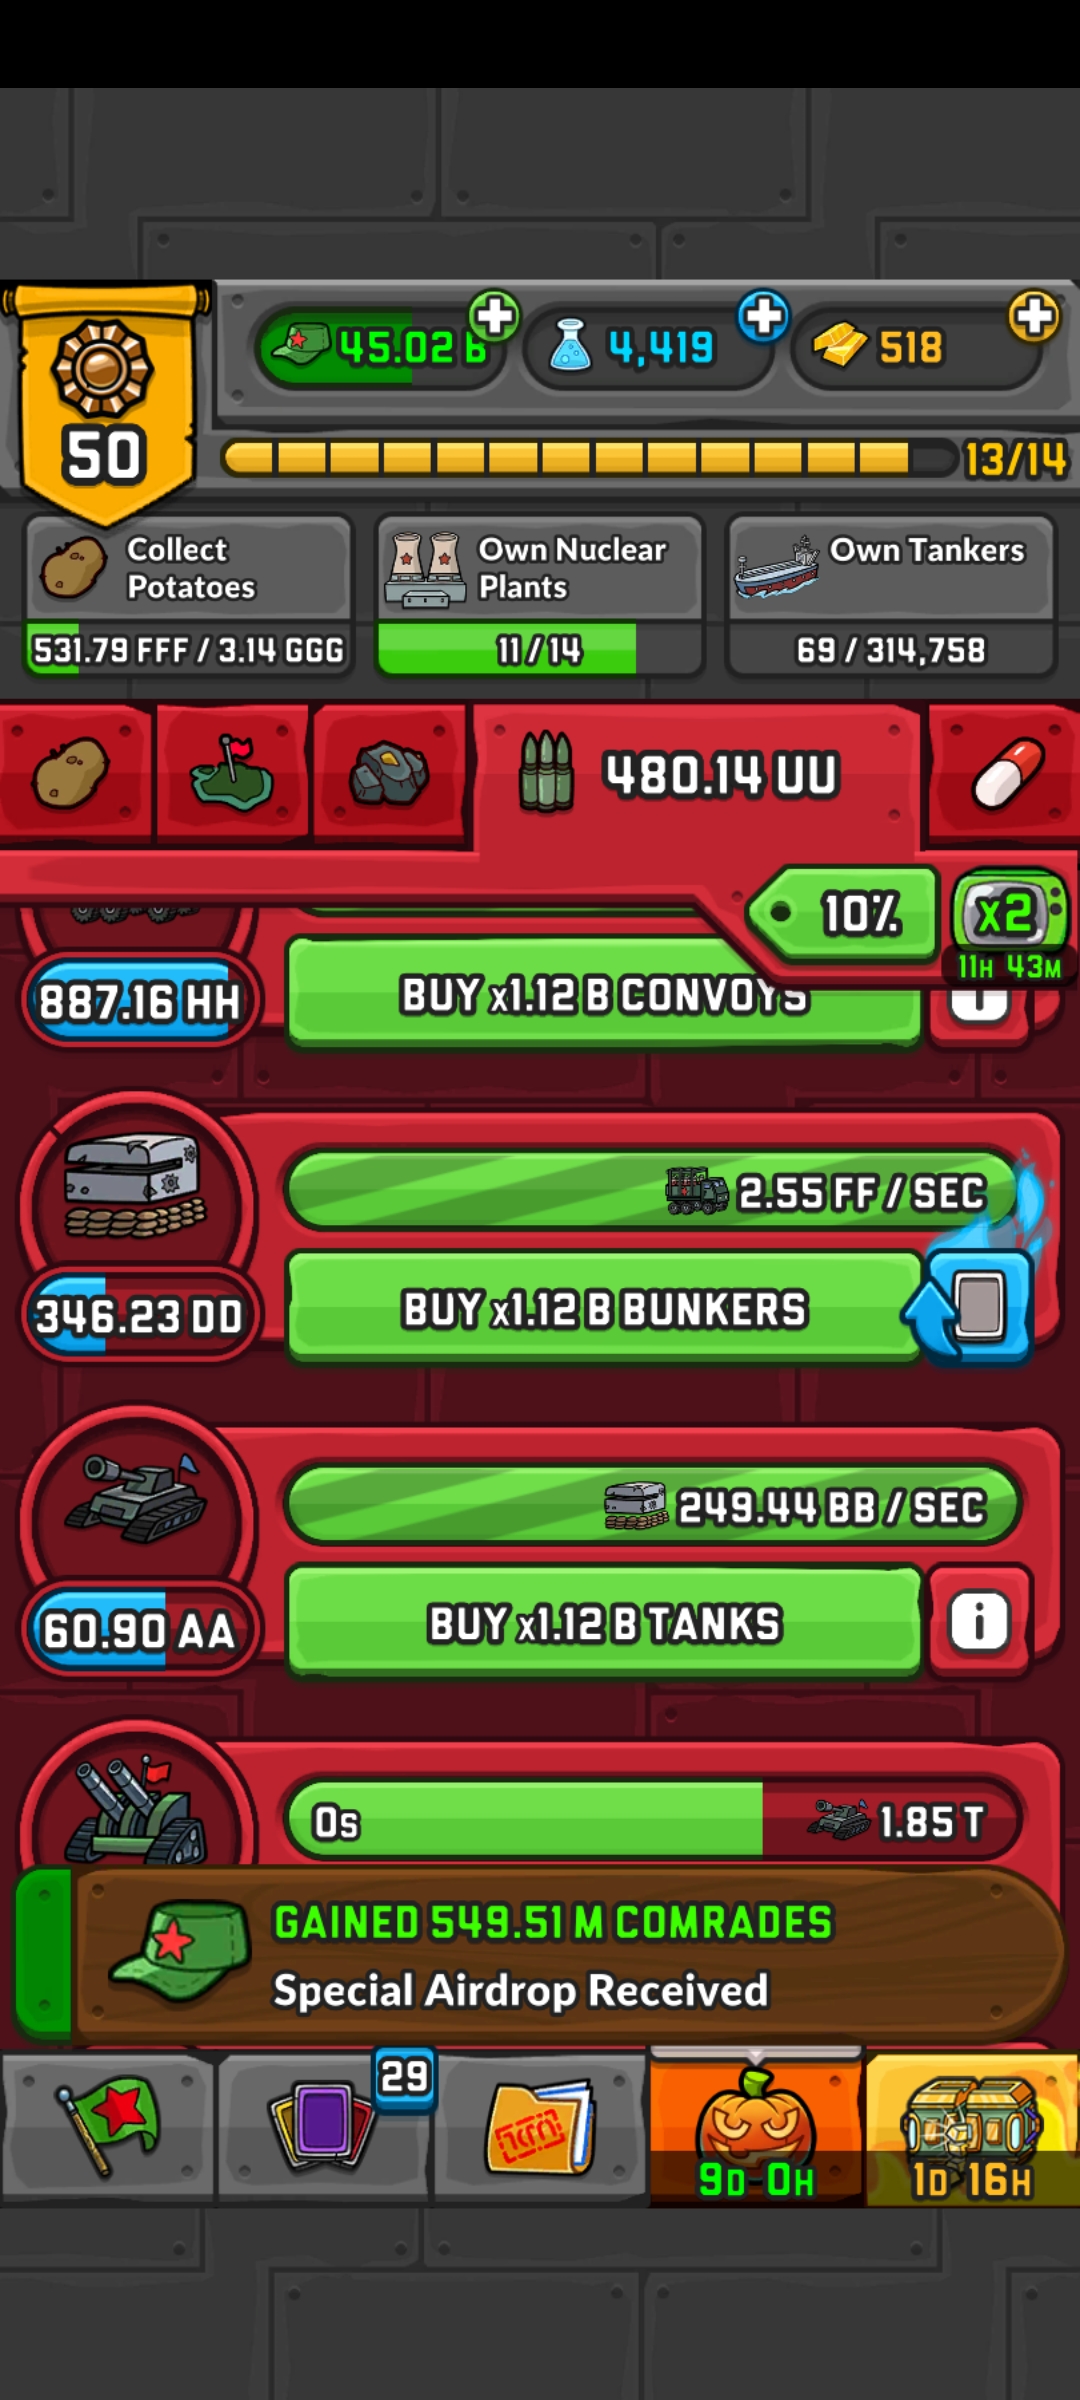 45.02 B
4,419
518
50
13/14
Collect
Potatoes
Own Nuclear
Plants
Own Tankers
531.79 FFF / 3.14 GGG
11 / 14
69 / 314,758
480.14 UU
10%
x2
11H 43M
887.16 HH
BUY x1.12 B CONVOYS
2.55 FF / SEC
346.23 DD
BUY x1.12 B BUNKERS
249.44 BB / SEC
60.90 AA
BUY x1.12 B TANKS
i
0s
1.85 T
GAINED 549.51 M COMRADES
Special Airdrop Received
29
9D 0H
1D 16H